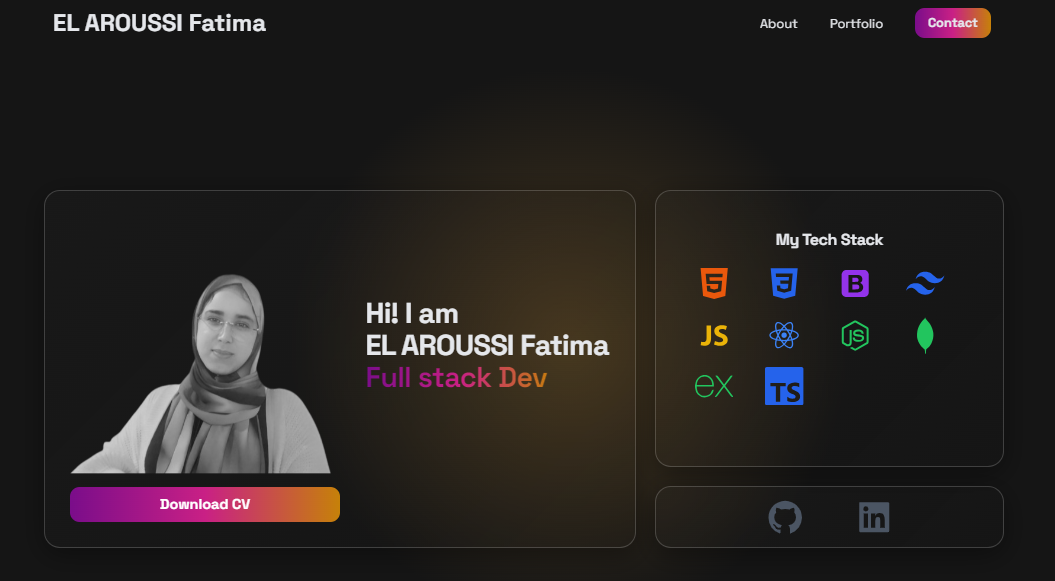 EL AROUSSI Fatima
About
Portfolio
Contact
Hi! I am
EL AROUSSI Fatima
Full stack Dev
Download CV
My Tech Stack
5
3
B
JS
JS
ex
TS
in